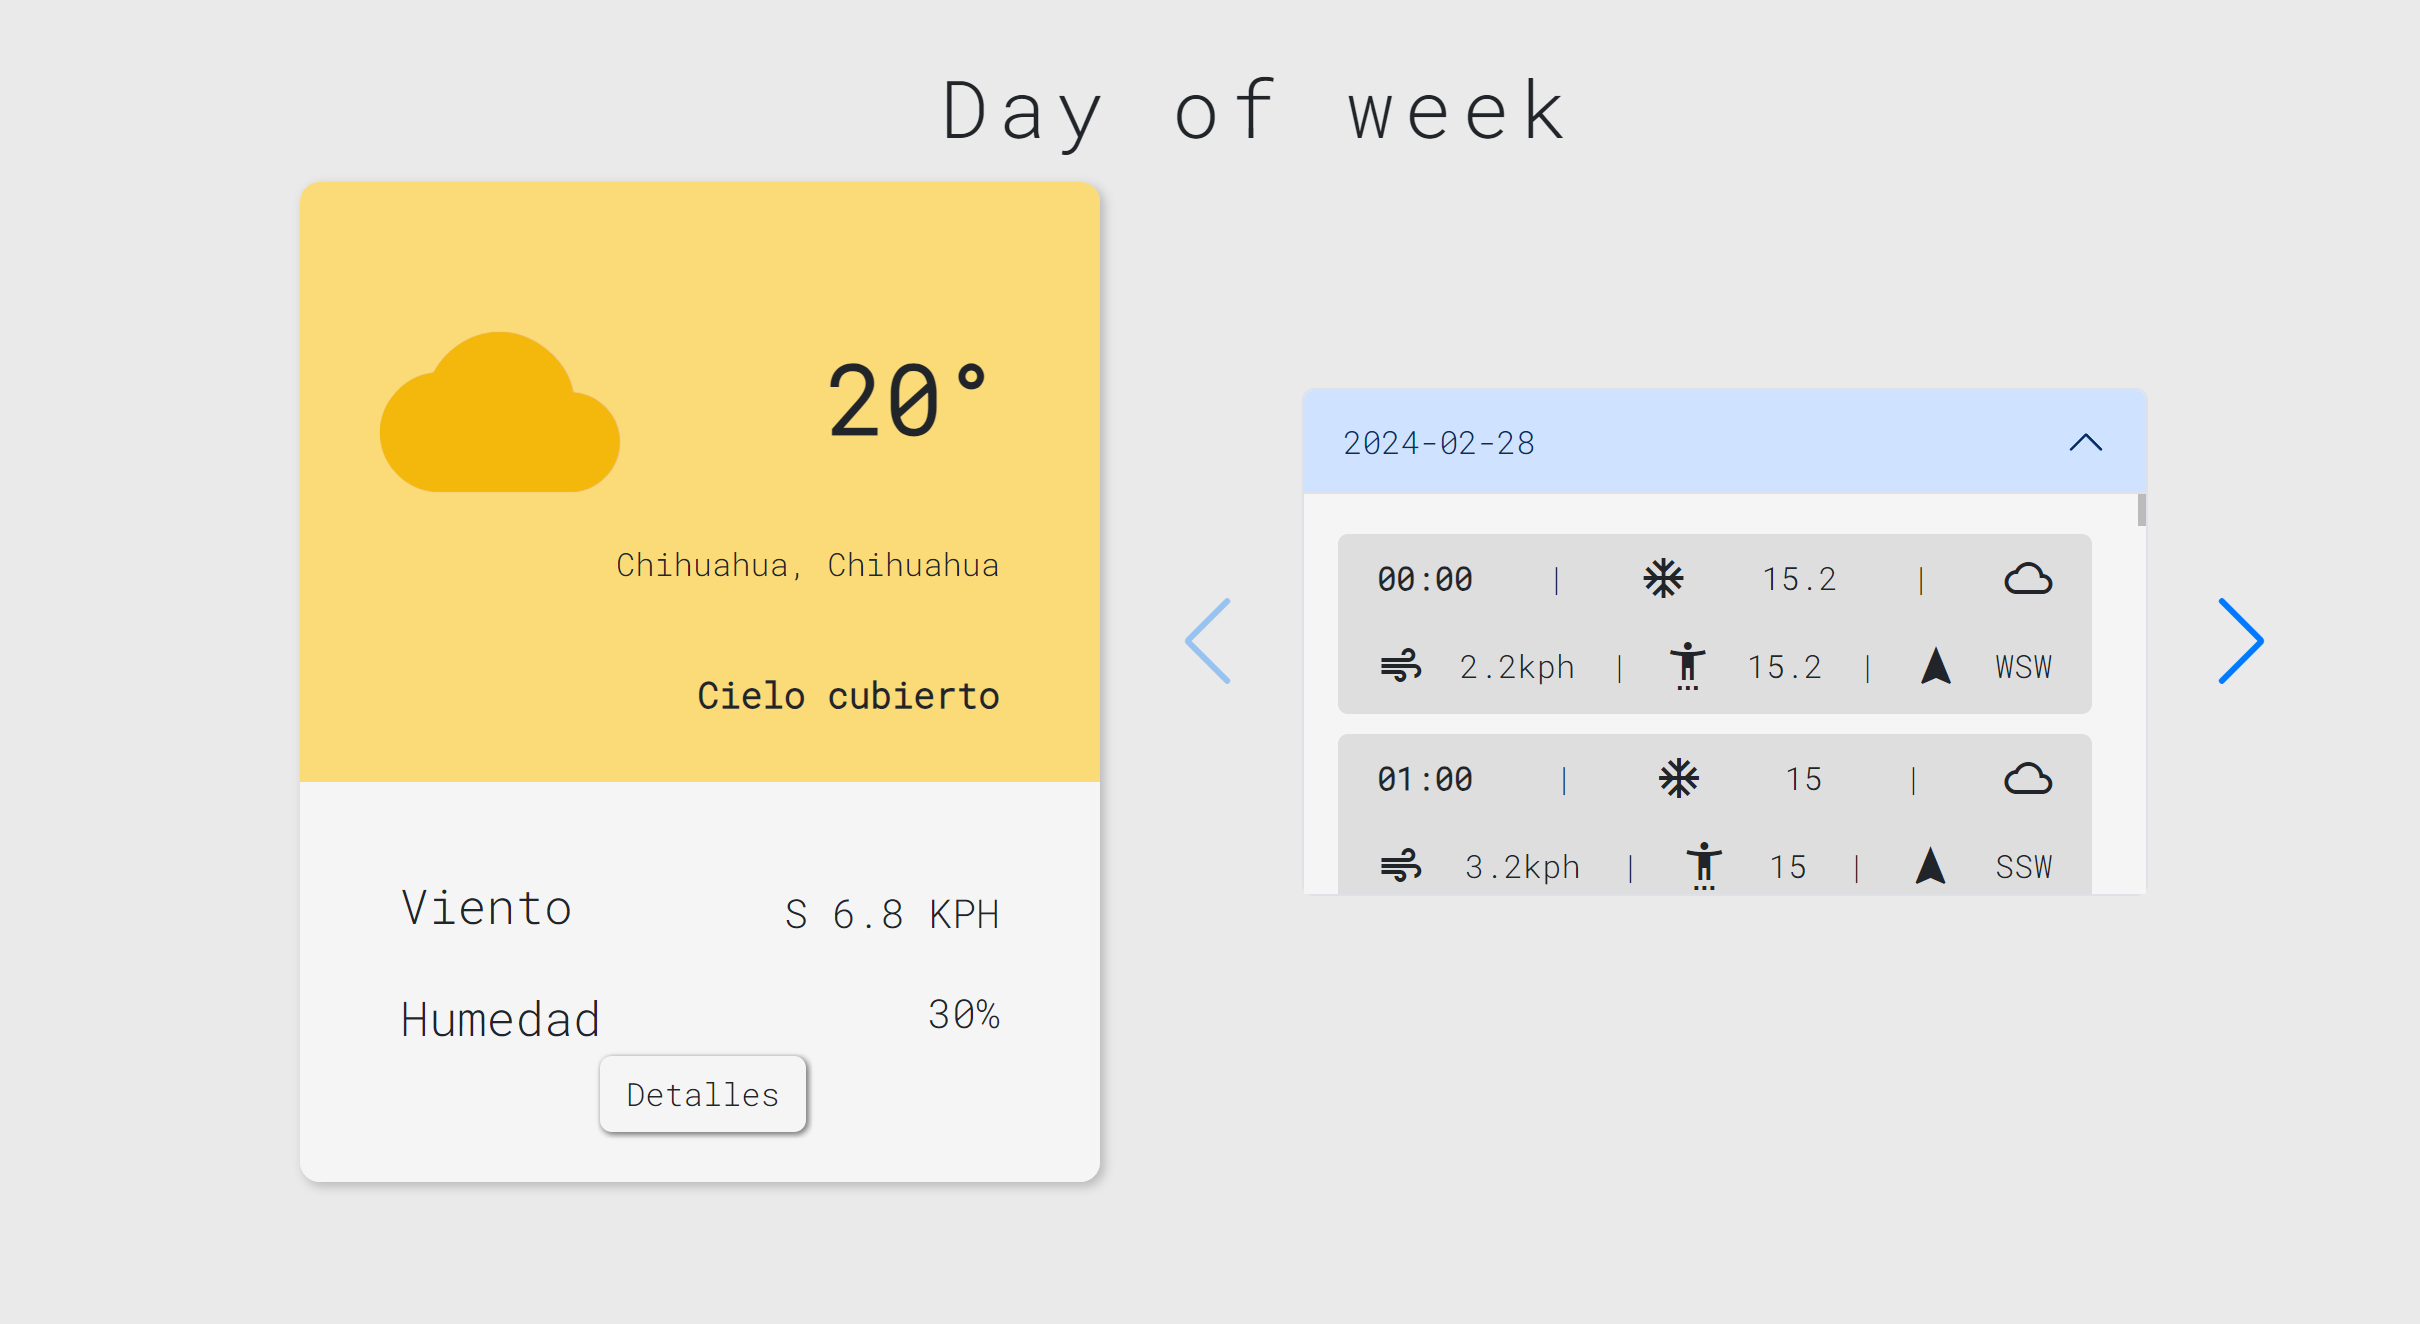 Day of week
20°
Chihuahua, Chihuahua
Cielo cubierto
Viento S 6.8 KPH
Humedad 30%
Detalles
2024-02-28
00:00 | 15.2 |
2.2kph | 15.2 | WSW
01:00 | 15 |
3.2kph | 15 | SSW